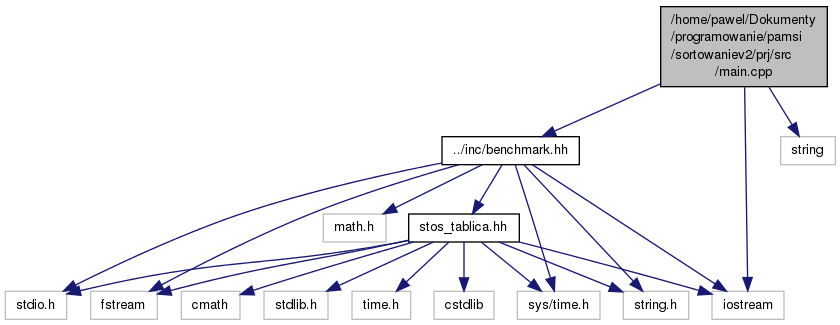 /home/pawel/Dokumenty
/programowanie/pamsi
/sortowaniev2/prj/src
/main.cpp
../inc/benchmark.hh
string
math.h
stos_tablica.hh
stdio.h
fstream
cmath
stdlib.h
time.h
cstdlib
sys/time.h
string.h
iostream